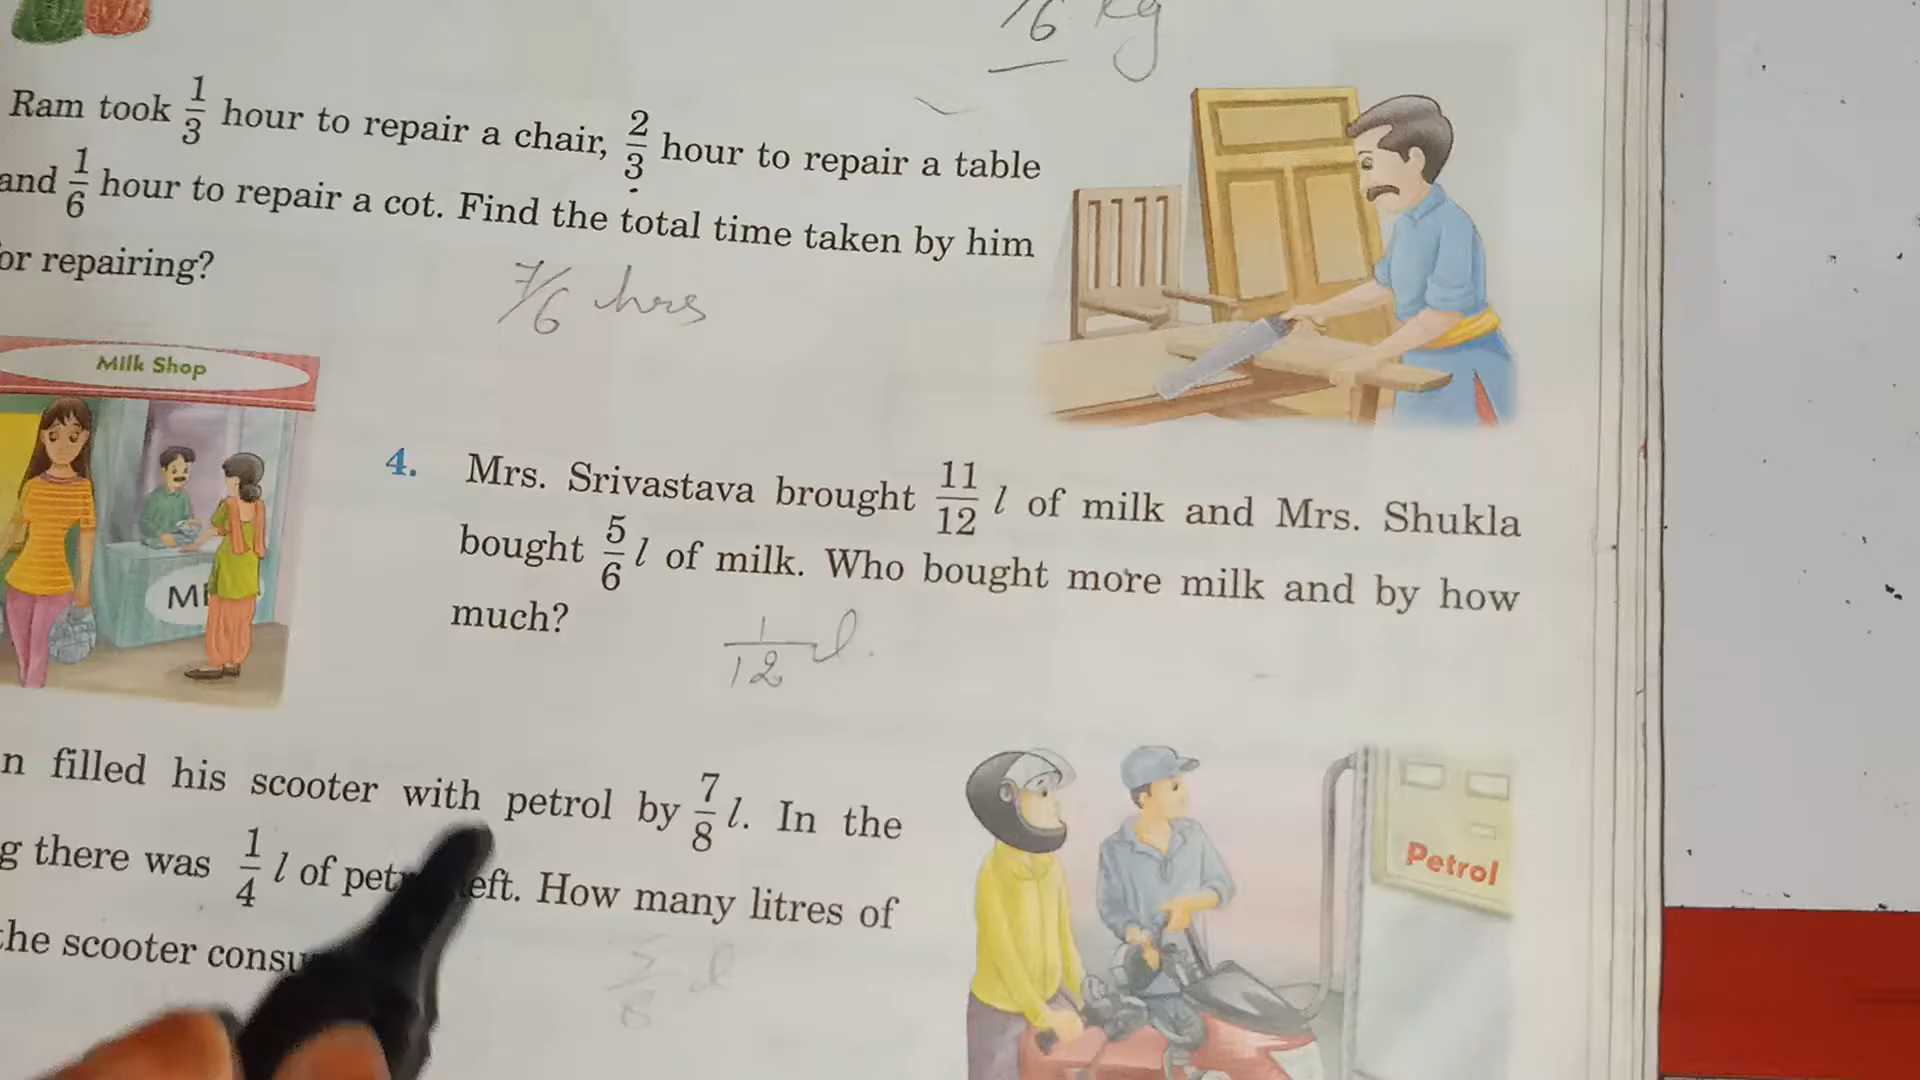 6 kg
Ram took 1/3 hour to repair a chair, 2/3 hour to repair a table
and 1/6 hour to repair a cot. Find the total time taken by him
or repairing?
7/6 hrs
Milk Shop
4. Mrs. Srivastava brought 11/12 l of milk and Mrs. Shukla
bought 5/6 l of milk. Who bought more milk and by how
much?
1/12 l.
n filled his scooter with petrol by 7/8 l. In the
g there was 1/4 l of left. How many litres of
the scooter
Petrol